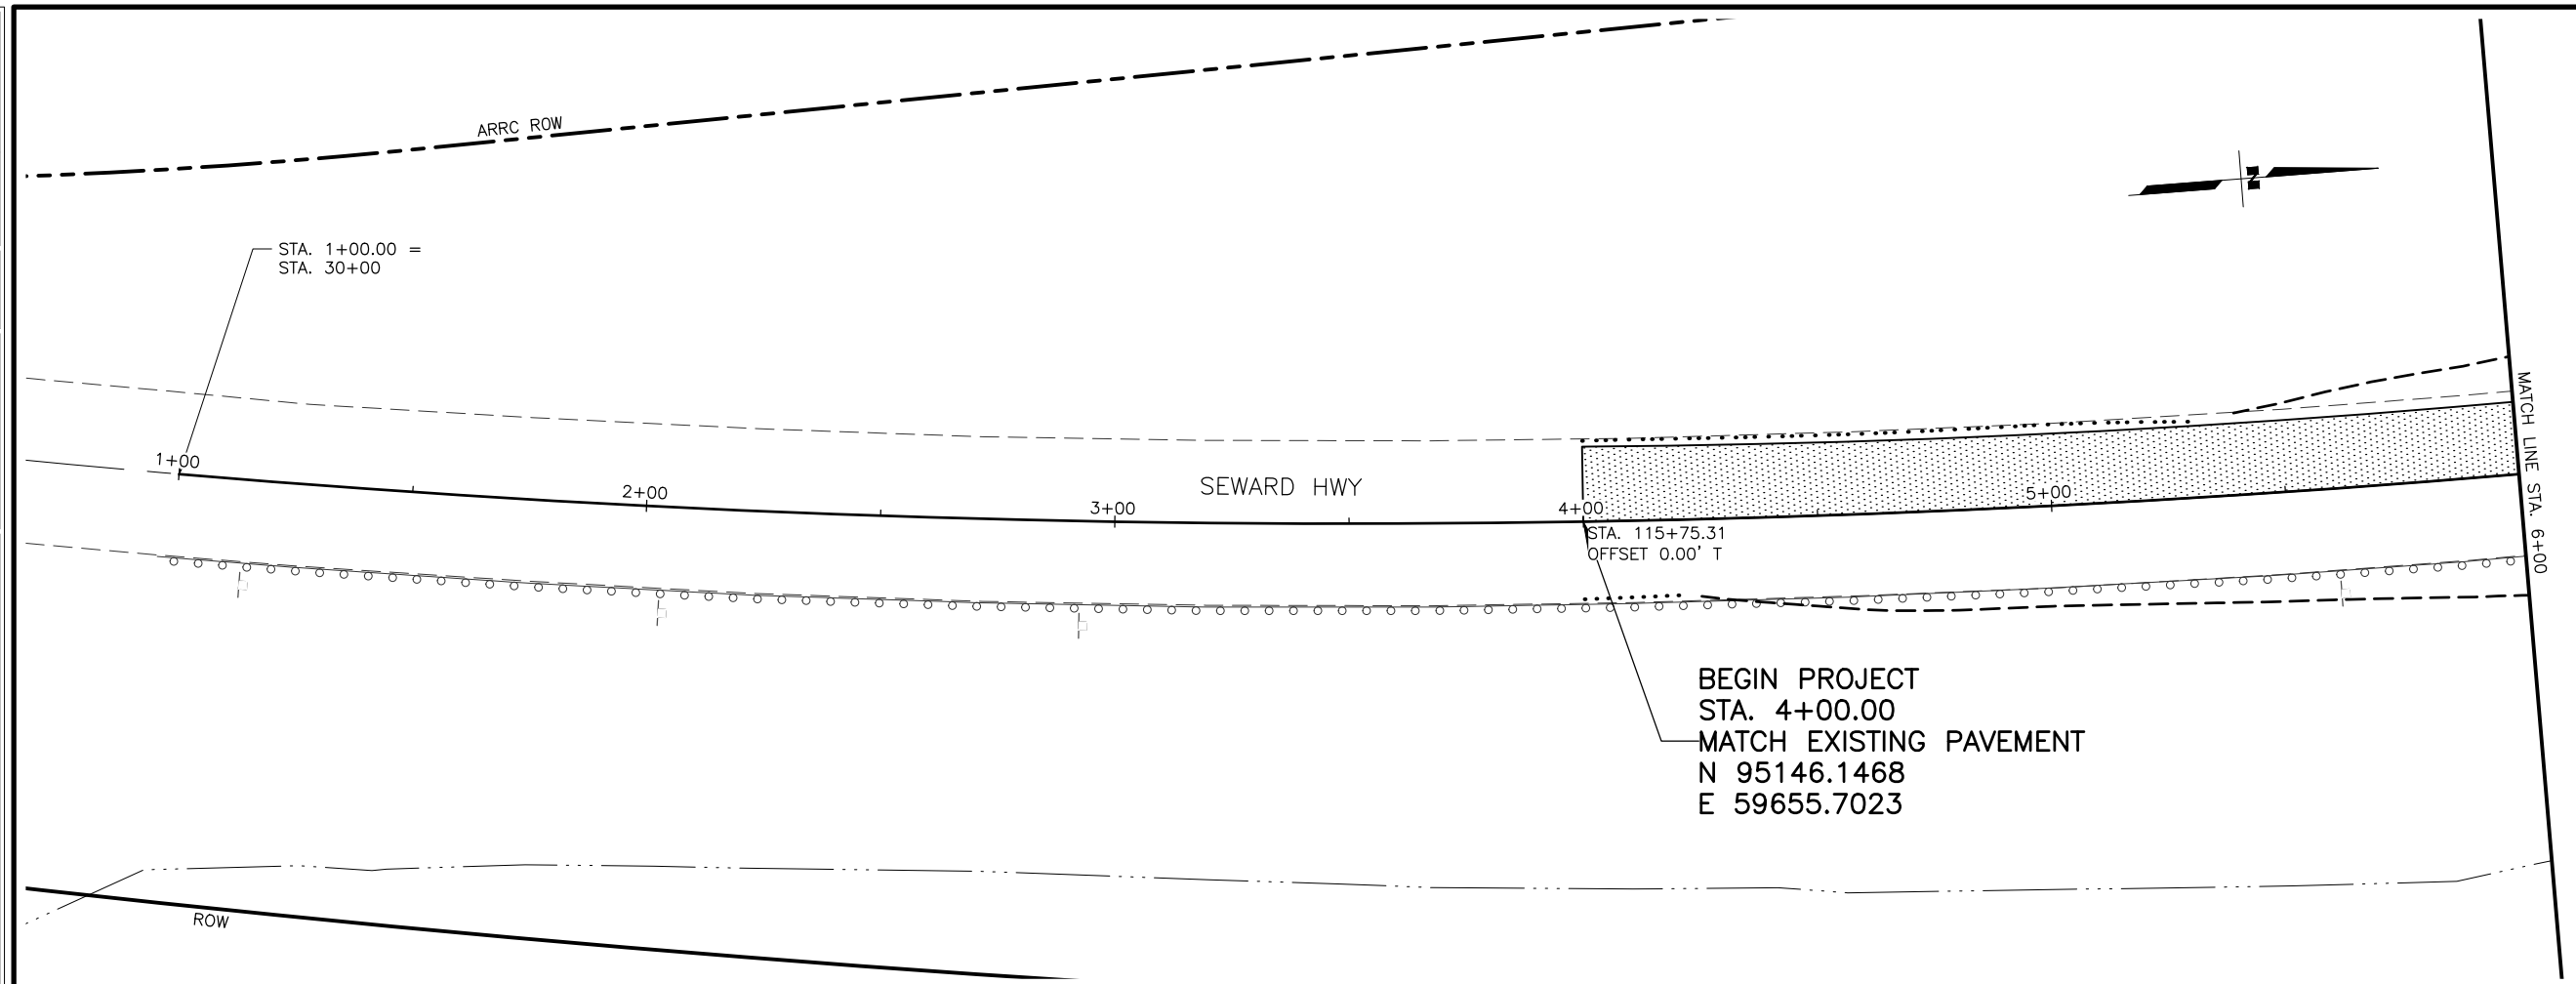 ARRC ROW
N
STA. 1+00.00 =
STA. 30+00
1+00
2+00
3+00
SEWARD HWY
4+00
5+00
STA. 115+75.31
OFFSET 0.00' T
MATCH LINE STA. 6+00
BEGIN PROJECT
STA. 4+00.00
MATCH EXISTING PAVEMENT
N 95146.1468
E 59655.7023
ROW